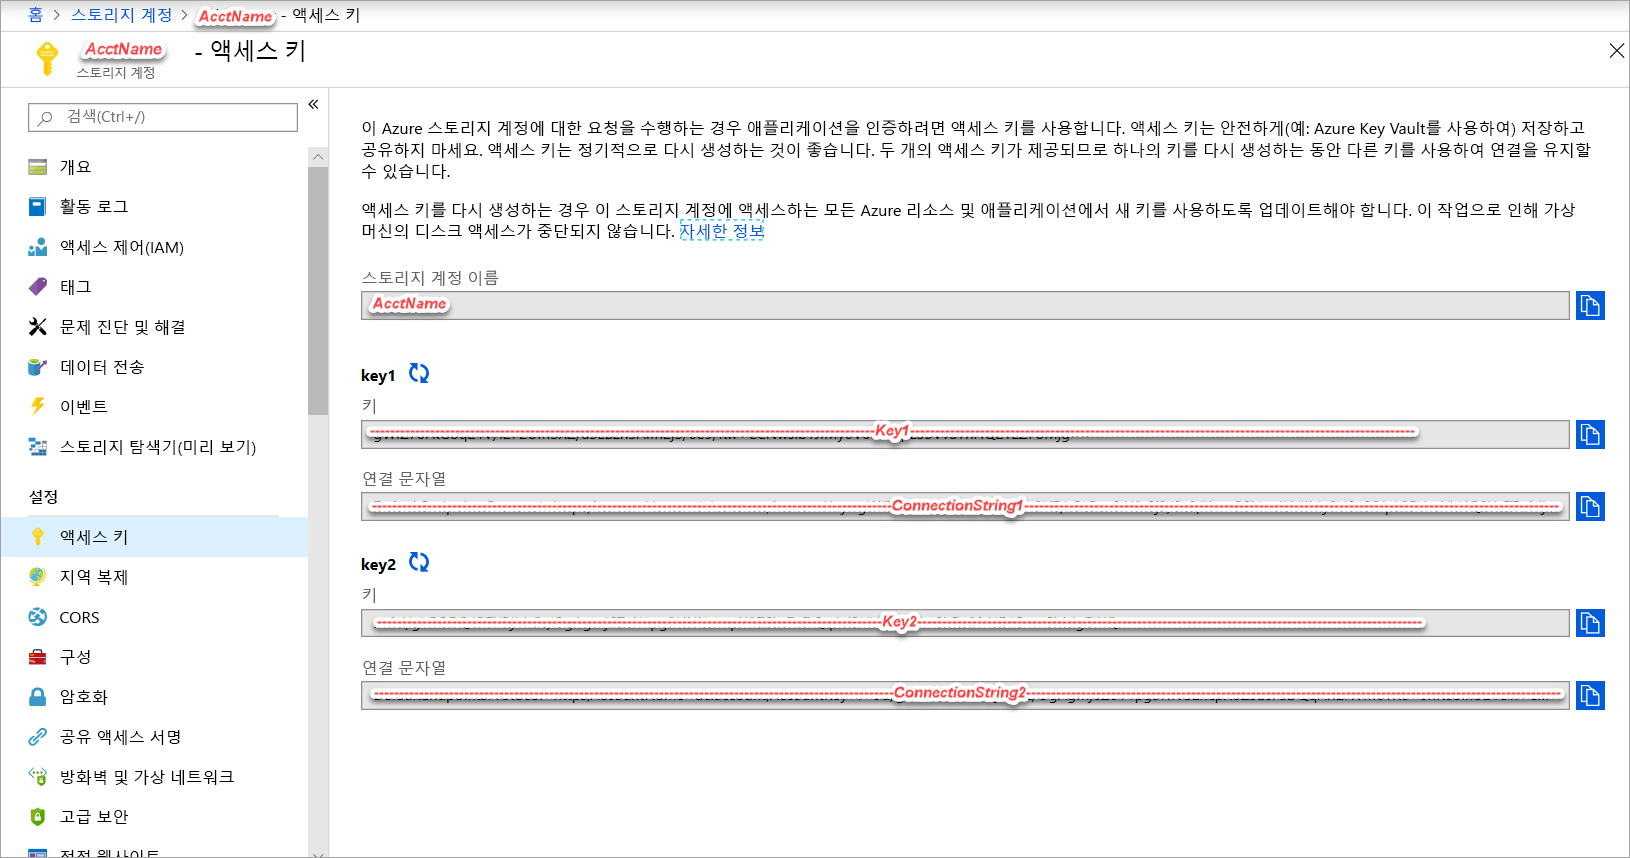 홈 > 스토리지 계정 > AcctName - 액세스 키
AcctName - 액세스 키
스토리지 계정
검색(Ctrl+/)
«
개요
활동 로그
액세스 제어(IAM)
태그
문제 진단 및 해결
데이터 전송
이벤트
스토리지 탐색기(미리 보기)
설정
액세스 키
지역 복제
CORS
구성
암호화
공유 액세스 서명
방화벽 및 가상 네트워크
고급 보안
이 Azure 스토리지 계정에 대한 요청을 수행하는 경우 애플리케이션을 인증하려면 액세스 키를 사용합니다. 액세스 키는 안전하게(예: Azure Key Vault를 사용하여) 저장하고
공유하지 마세요. 액세스 키는 정기적으로 다시 생성하는 것이 좋습니다. 두 개의 액세스 키가 제공되므로 하나의 키를 다시 생성하는 동안 다른 키를 사용하여 연결을 유지할
수 있습니다.
액세스 키를 다시 생성하는 경우 이 스토리지 계정에 액세스하는 모든 Azure 리소스 및 애플리케이션에서 새 키를 사용하도록 업데이트해야 합니다. 이 작업으로 인해 가상
머신의 디스크 액세스가 중단되지 않습니다. 자세한 정보
스토리지 계정 이름
AcctName
key1
키
Key1
연결 문자열
ConnectionString1
key2
키
Key2
연결 문자열
ConnectionString2